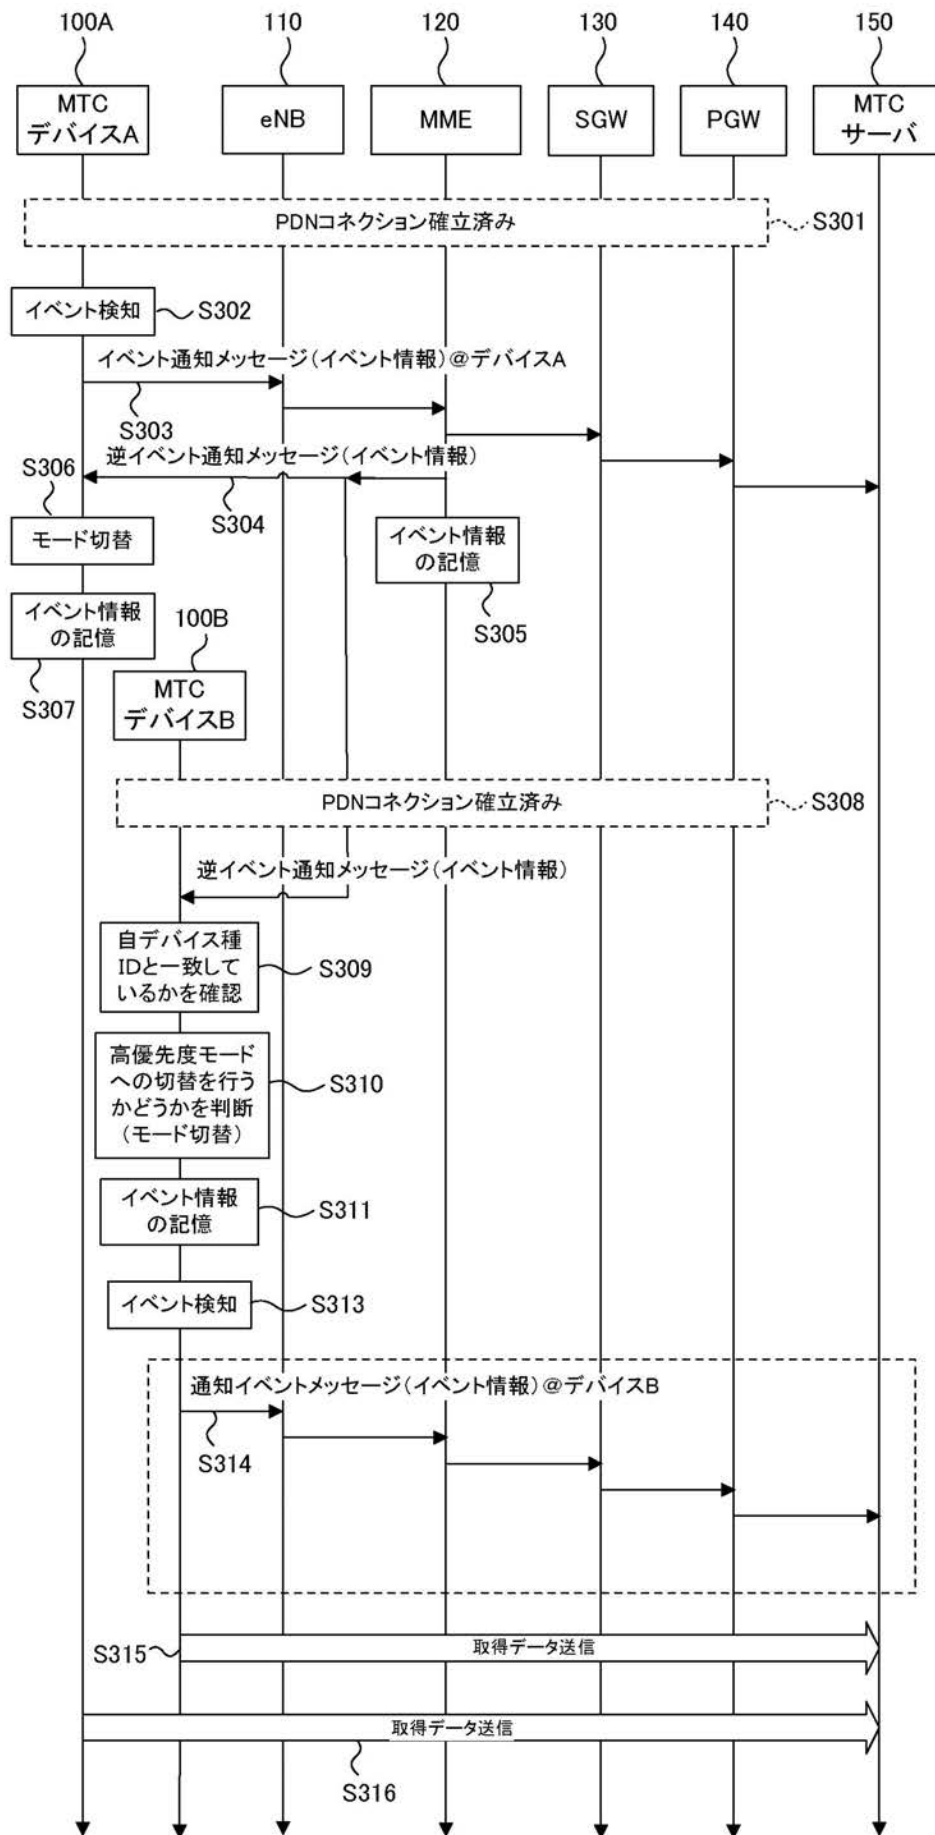 100A
110
120
130
140
150
MTC
デバイスA
eNB
MME
SGW
PGW
MTC
サーバ
PDNコネクション確立済み
S301
イベント検知
S302
イベント通知メッセージ(イベント情報)@デバイスA
S303
逆イベント通知メッセージ(イベント情報)
S306
S304
モード切替
イベント情報
の記憶
S305
イベント情報
の記憶
S307
100B
MTC
デバイスB
PDNコネクション確立済み
S308
逆イベント通知メッセージ(イベント情報)
自デバイス種
IDと一致して
いるかを確認
S309
高優先度モード
への切替を行う
かどうかを判断
(モード切替)
S310
イベント情報
の記憶
S311
イベント検知
S313
通知イベントメッセージ(イベント情報)@デバイスB
S314
S315
取得データ送信
取得データ送信
S316